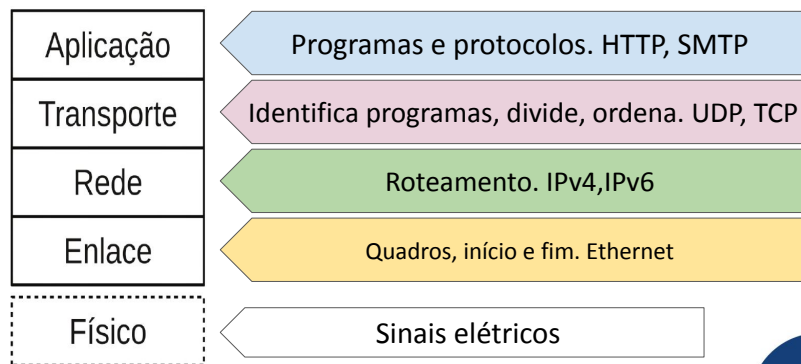 Aplicação
Programas e protocolos. HTTP, SMTP
Transporte
Identifica programas, divide, ordena. UDP, TCP
Rede
Roteamento. IPv4,IPv6
Enlace
Quadros, início e fim. Ethernet
Físico
Sinais elétricos